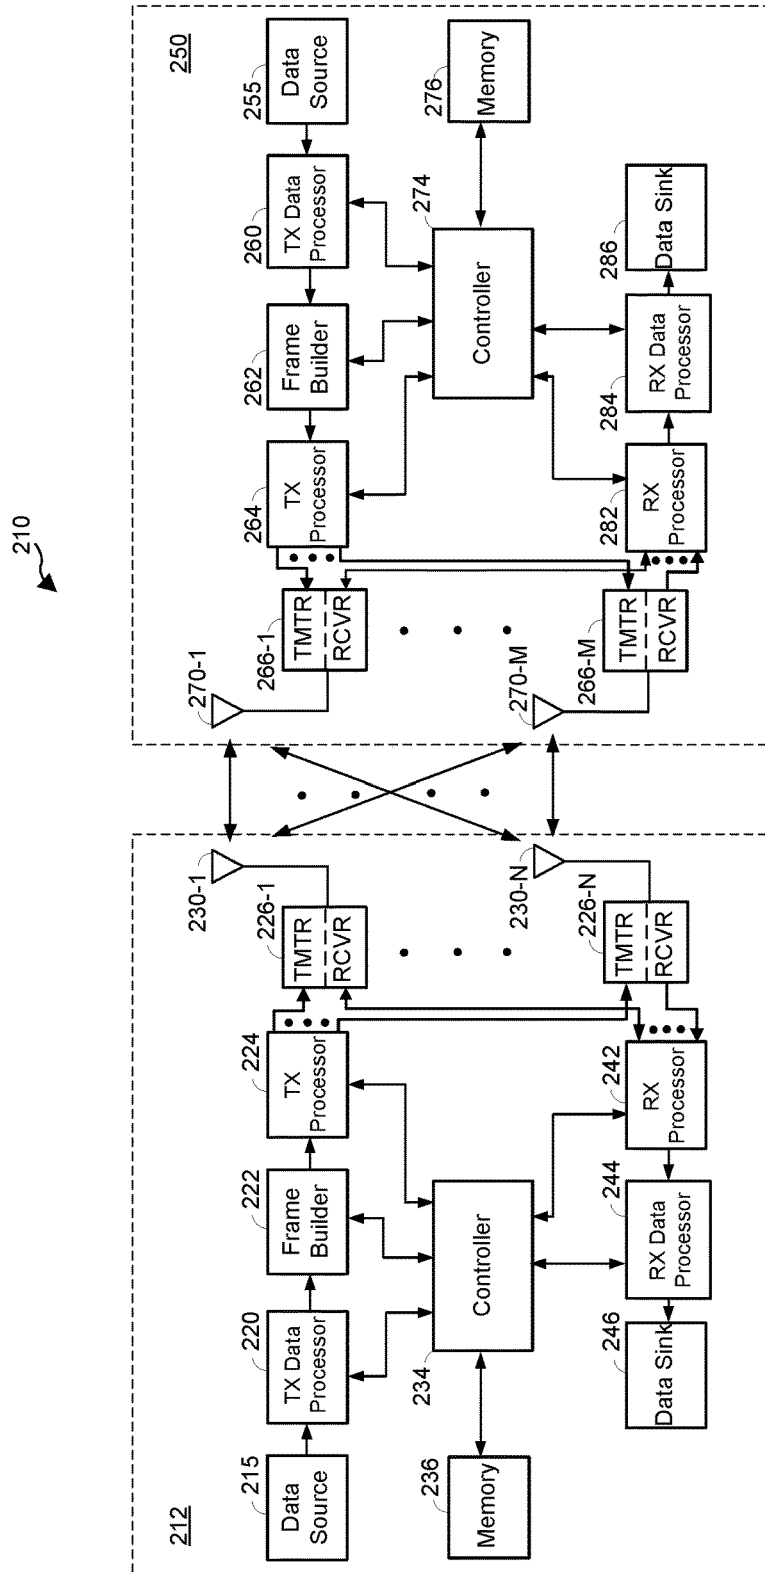 210
212
215
Data
Source
220
TX Data
Processor
222
Frame
Builder
224
TX
Processor
226-1
TMTR
RCVR
230-1
234
Controller
236
Memory
226-N
TMTR
RCVR
230-N
242
RX
Processor
244
RX Data
Processor
246
Data Sink
250
255
Data
Source
260
TX Data
Processor
262
Frame
Builder
264
TX
Processor
266-1
TMTR
RCVR
270-1
274
Controller
276
Memory
266-M
TMTR
RCVR
270-M
282
RX
Processor
284
RX Data
Processor
286
Data Sink